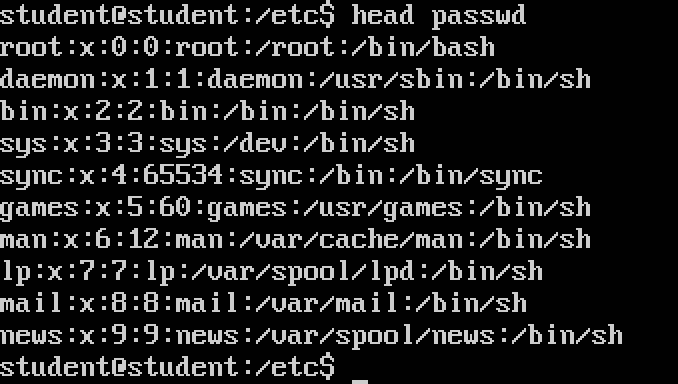 student@student:/etc$ head passwd
root:x:0:0:root:/root:/bin/bash
daemon:x:1:1:daemon:/usr/sbin:/bin/sh
bin:x:2:2:bin:/bin:/bin/sh
sys:x:3:3:sys:/dev:/bin/sh
sync:x:4:65534:sync:/bin:/bin/sync
games:x:5:60:games:/usr/games:/bin/sh
man:x:6:12:man:/var/cache/man:/bin/sh
lp:x:7:7:lp:/var/spool/lpd:/bin/sh
mail:x:8:8:mail:/var/mail:/bin/sh
news:x:9:9:news:/var/spool/news:/bin/sh
student@student:/etc$